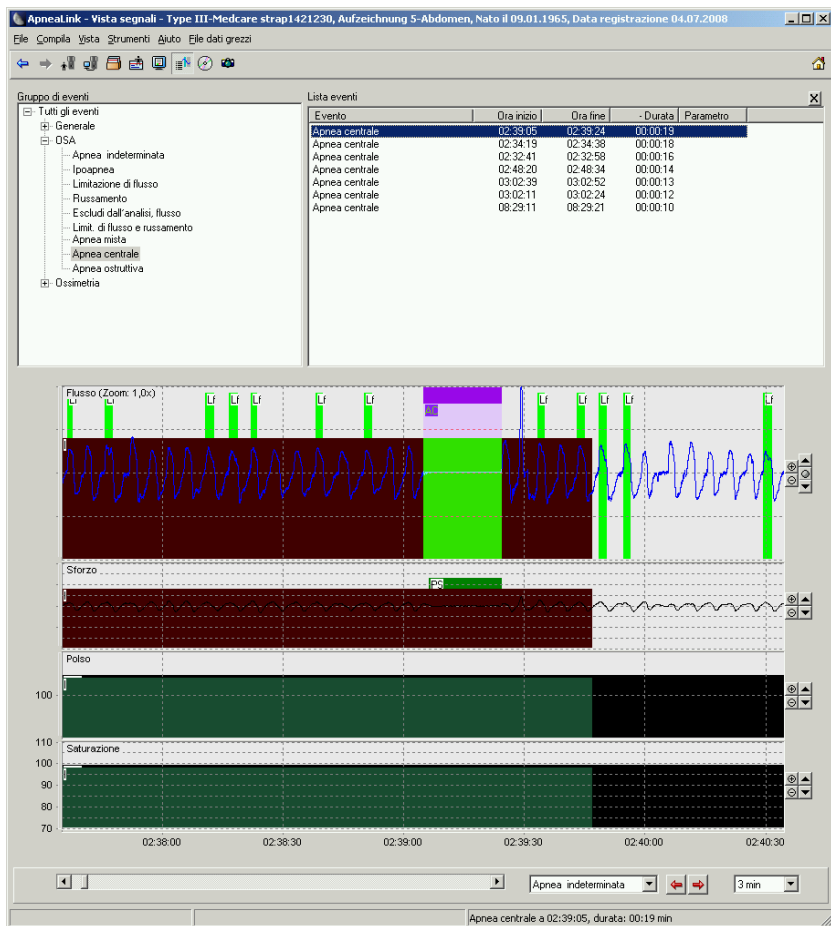 ApneaLink - Vista segnali - Type III-Medcare strap1421230, Aufzeichnung 5-Abdomen, Nato il 09.01.1965, Data registrazione 04.07.2008
File Compila Vista Strumenti Aiuto File dati grezzi
Gruppo di eventi
Tutti gli eventi
Generale
OSA
Apnea indeterminata
Ipoapnea
Limitazione di flusso
Russamento
Escludi dall'analisi, flusso
Limit. di flusso e russamento
Apnea mista
Apnea centrale
Apnea ostruttiva
Ossimetria
Lista eventi
Evento Ora inizio Ora fine - Durata Parametro
Apnea centrale 02:39:05 02:39:24 00:00:19
Apnea centrale 02:34:19 02:34:38 00:00:18
Apnea centrale 02:32:41 02:32:58 00:00:16
Apnea centrale 02:48:20 02:48:34 00:00:14
Apnea centrale 03:02:39 03:02:52 00:00:13
Apnea centrale 03:02:11 03:02:24 00:00:12
Apnea centrale 08:29:11 08:29:21 00:00:10
Flusso (Zoom: 1,0x)
Lf Lf Lf Lf Lf Lf Lf AC Lf Lf Lf Lf Lf
Sforzo
PS
Polso
100
110
Saturazione
100
90
80
70
02:38:00 02:38:30 02:39:00 02:39:30 02:40:00 02:40:30
Apnea indeterminata 3 min
Apnea centrale a 02:39:05, durata: 00:19 min